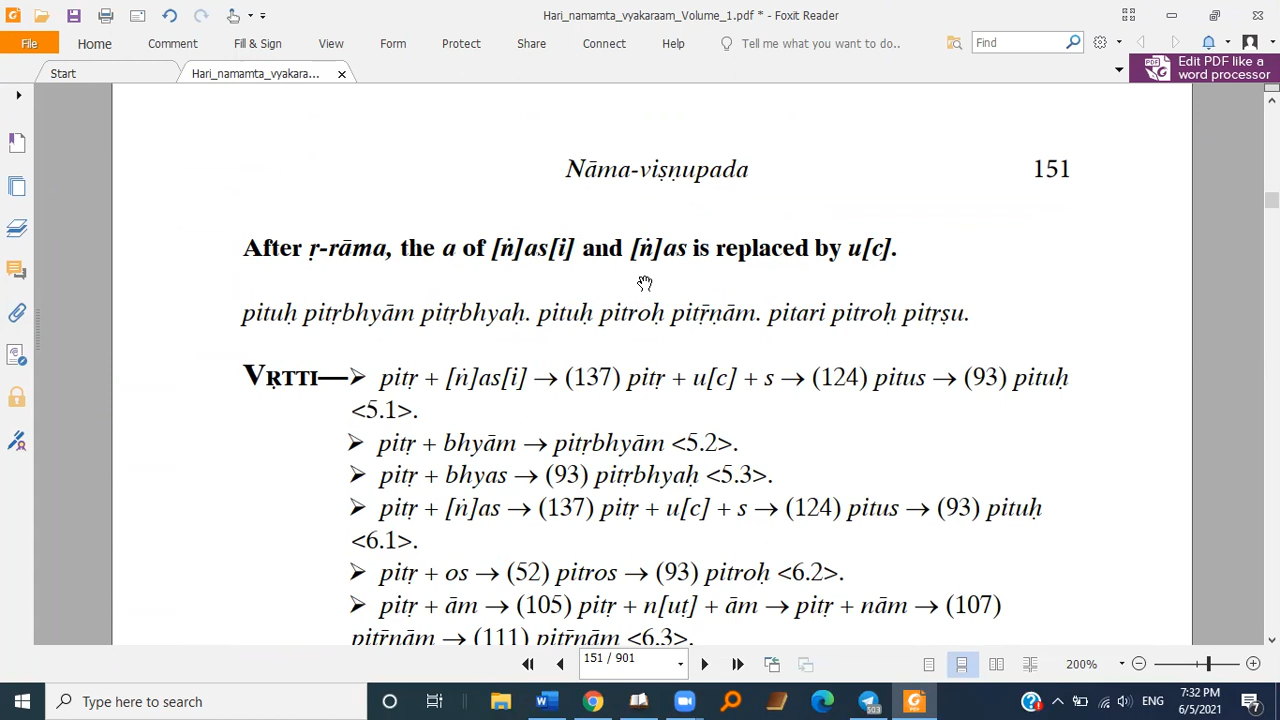 Hari_namamta_vyakaraam_Volume_1.pdf * - Foxit Reader
File Home Comment Fill & Sign View Form Protect Share Connect Help Tell me what you want to do.. Find
Start Hari_namamta_vyakara... Edit PDF like a
word processor
Nāma-viṣṇupada 151
After ṛ-rāma, the a of [ṅ]as[i] and [ṅ]as is replaced by u[c].
pituḥ pitṛbhyām pitṛbhyaḥ. pituḥ pitroḥ pitṝṇām. pitari pitroḥ pitṛṣu.
VṚTTI—➢ pitṛ + [ṅ]as[i] → (137) pitṛ + u[c] + s → (124) pitus → (93) pituḥ
<5.1>.
➢ pitṛ + bhyām → pitṛbhyām <5.2>.
➢ pitṛ + bhyas → (93) pitṛbhyaḥ <5.3>.
➢ pitṛ + [ṅ]as → (137) pitṛ + u[c] + s → (124) pitus → (93) pituḥ
<6.1>.
➢ pitṛ + os → (52) pitros → (93) pitroḥ <6.2>.
➢ pitṛ + ām → (105) pitṛ + n[uṭ] + ām → pitṛ + nām → (107)
pitṝnām → (111) pitṝṇām <6.3>.
151 / 901 200%
Type here to search 503 ENG 7:32 PM
6/5/2021 7